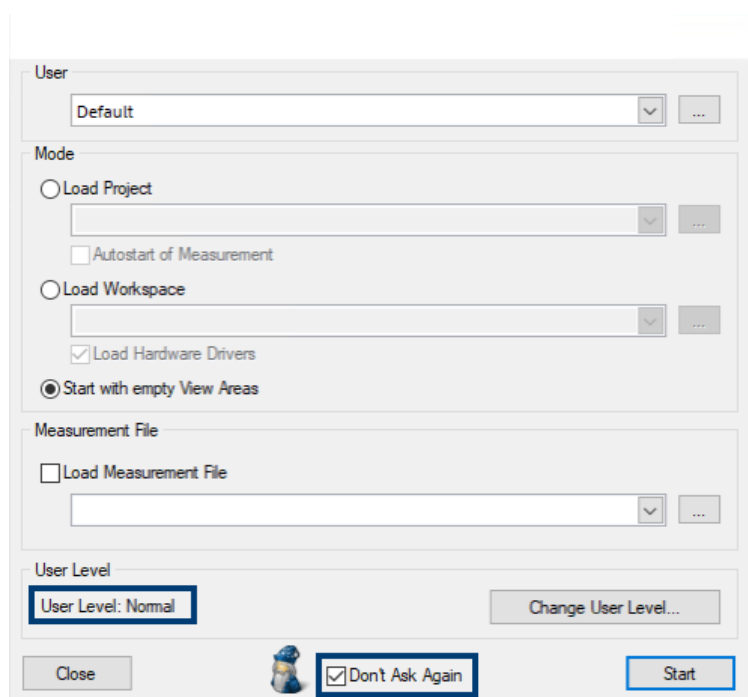 User
Default
...
Mode
Load Project
...
Autostart of Measurement
Load Workspace
...
Load Hardware Drivers
Start with empty View Areas
Measurement File
Load Measurement File
...
User Level
User Level: Normal
Change User Level...
Close
Don't Ask Again
Start